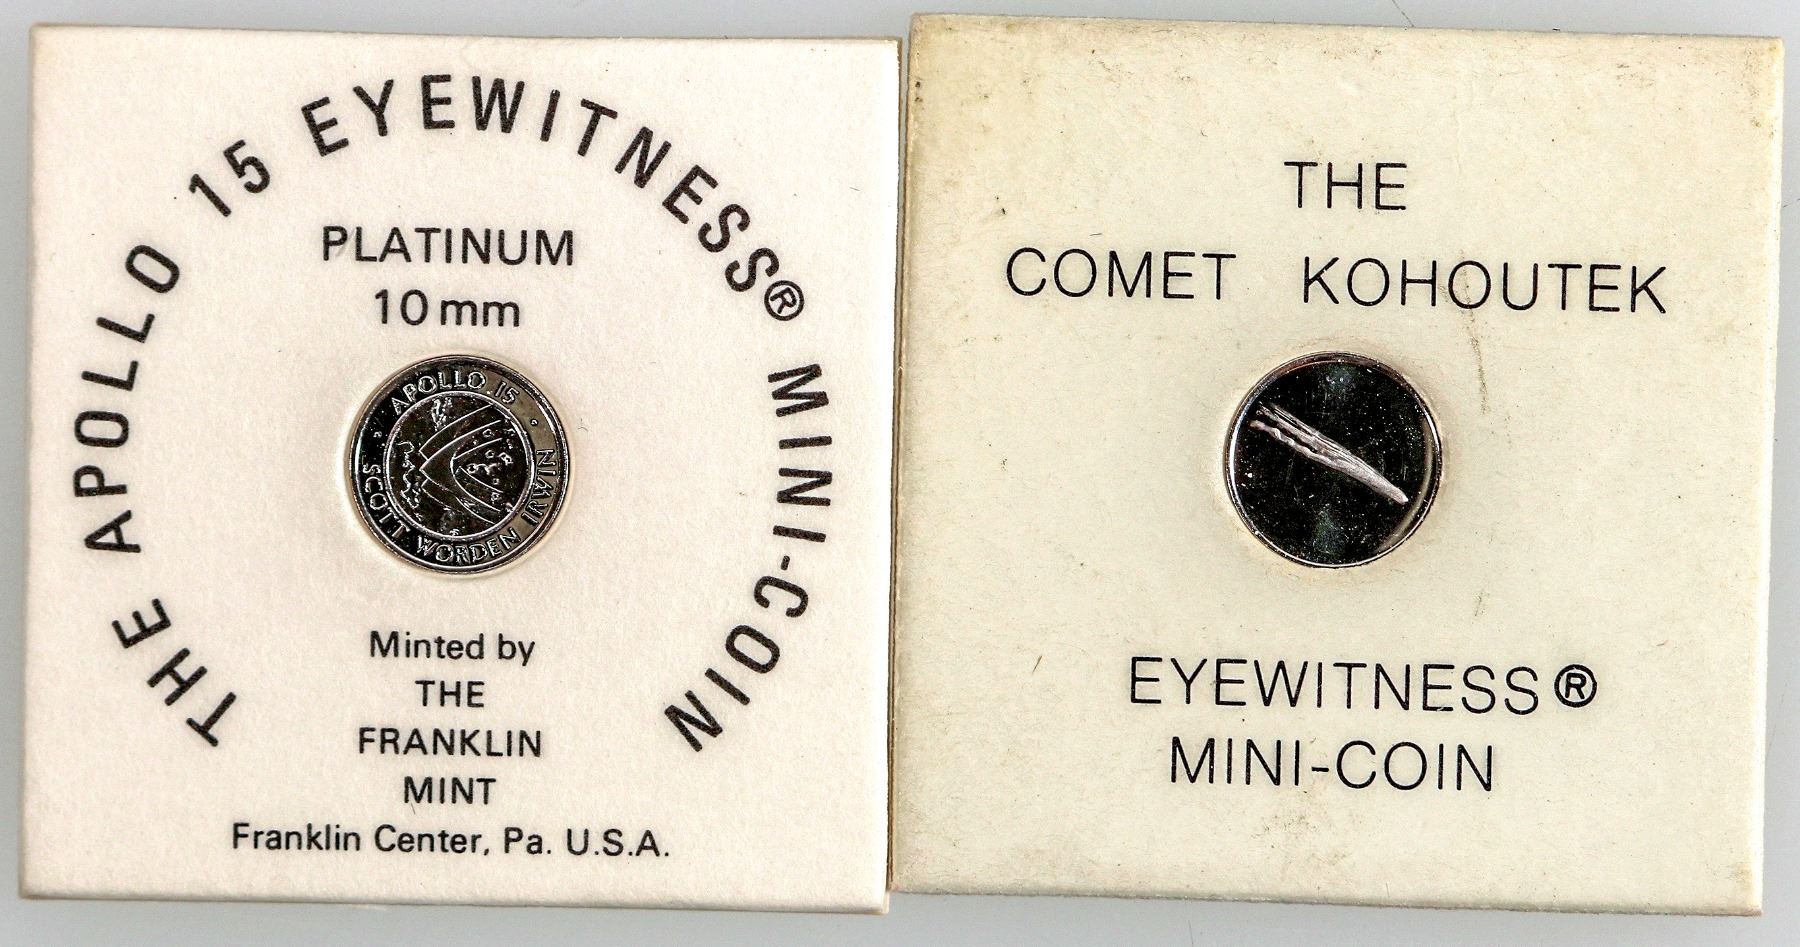 THE APOLLO 15 EYEWITNESS® MINI-COIN
PLATINUM
10 mm
APOLLO 15
SCOTT WORDEN IRWIN
Minted by
THE
FRANKLIN
MINT
Franklin Center, Pa. U.S.A.
THE
COMET KOHOUTEK
EYEWITNESS®
MINI-COIN